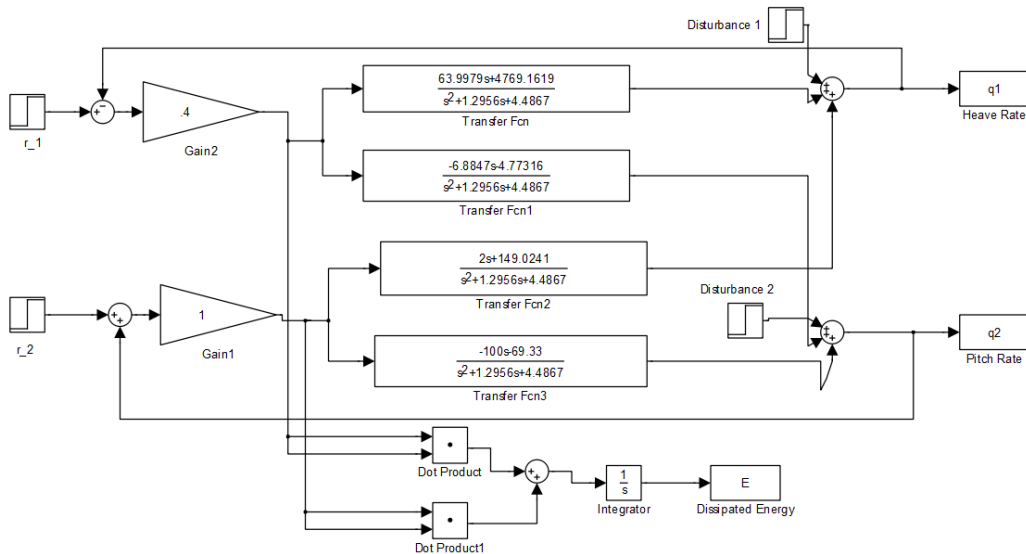 Disturbance 1
63.9979s+4769.1619
s2+1.2956s+4.4867
Transfer Fcn
r_1
.4
Gain2
q1
Heave Rate
-6.8847s-4.77316
s2+1.2956s+4.4867
Transfer Fcn1
2s+149.0241
s2+1.2956s+4.4867
Transfer Fcn2
Disturbance 2
r_2
1
Gain1
q2
Pitch Rate
-100s-69.33
s2+1.2956s+4.4867
Transfer Fcn3
Dot Product
1
s
Integrator
E
Dissipated Energy
Dot Product1